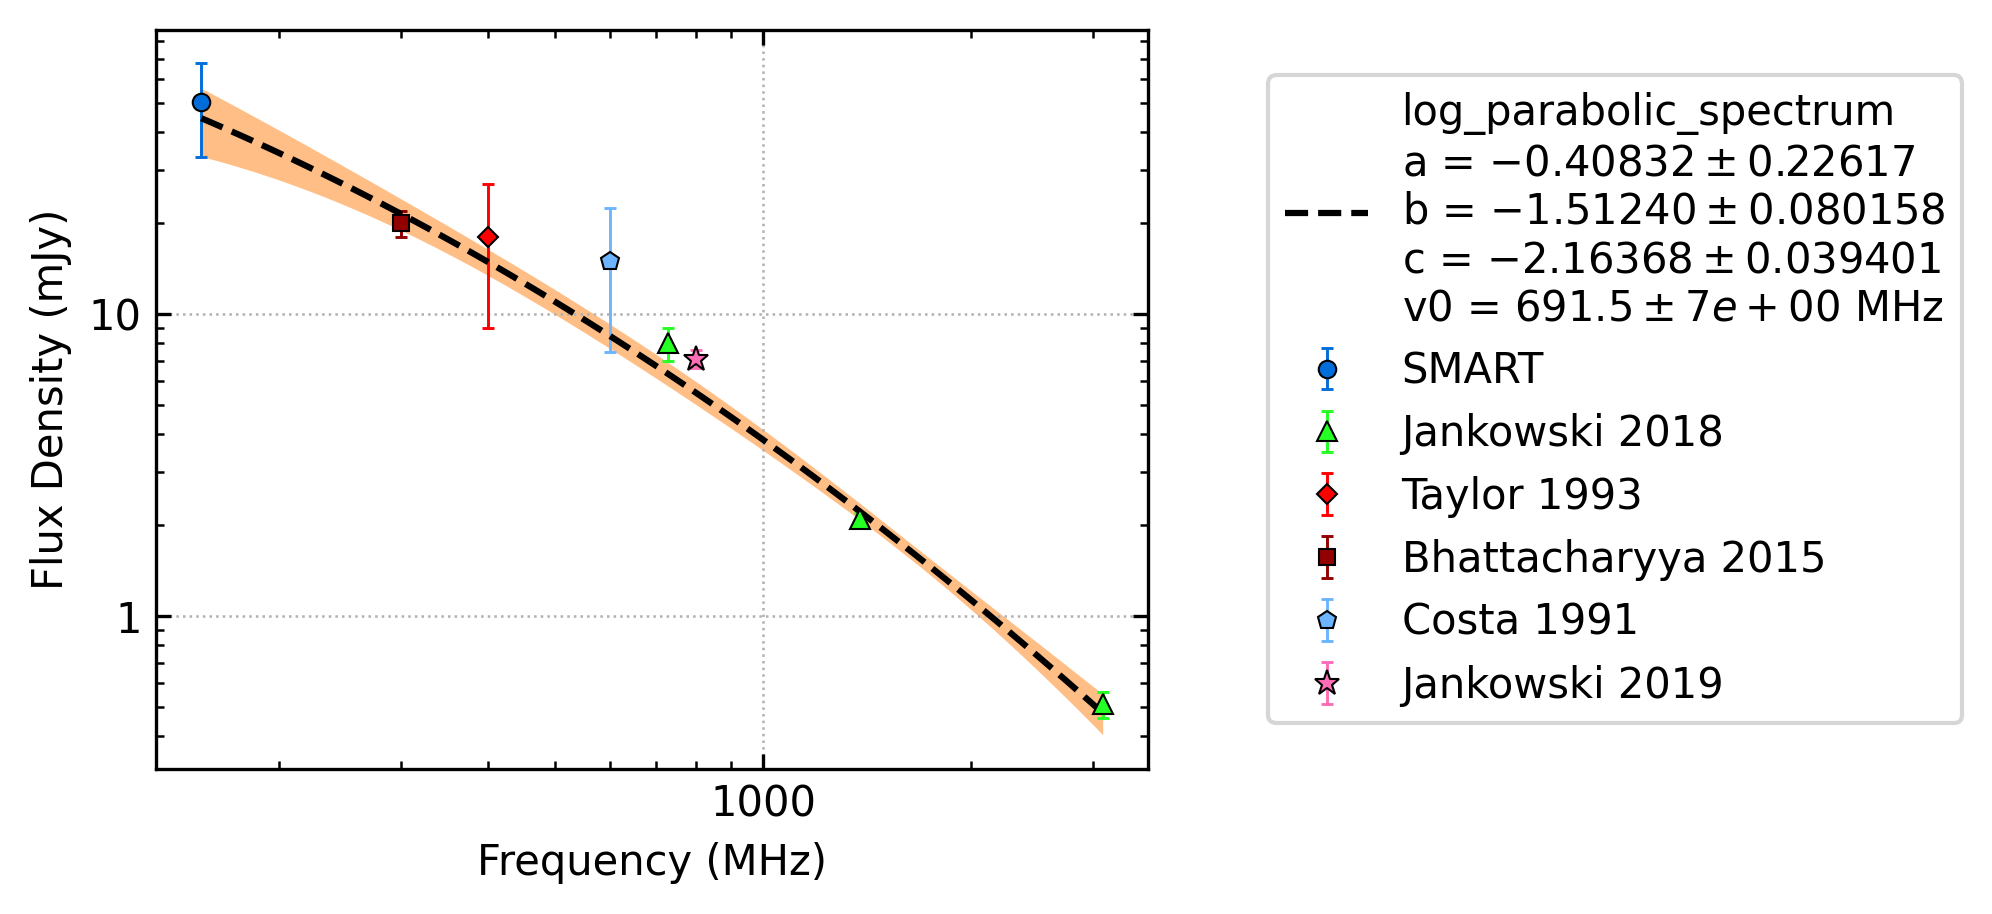 Flux Density (mJy)
10
1
1000
Frequency (MHz)
log_parabolic_spectrum
a = −0.40832 ± 0.22617
b = −1.51240 ± 0.080158
c = −2.16368 ± 0.039401
v0 = 691.5 ± 7e + 00 MHz
SMART
Jankowski 2018
Taylor 1993
Bhattacharyya 2015
Costa 1991
Jankowski 2019